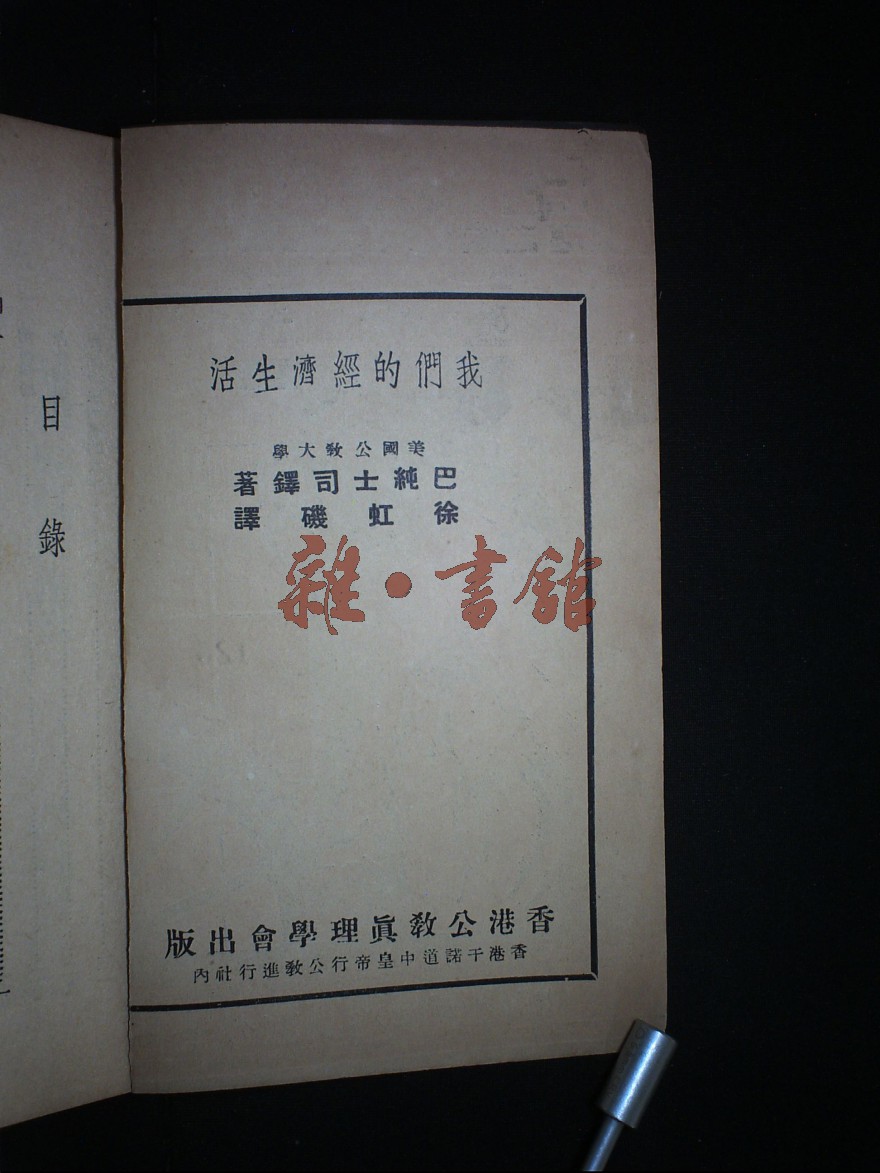 我們的經濟生活
美國公教大學
巴純士司鐸著
徐虹磯譯
雜·書館
香港公教眞理學會出版
香港干諾道中皇帝行公教進行社內
目錄